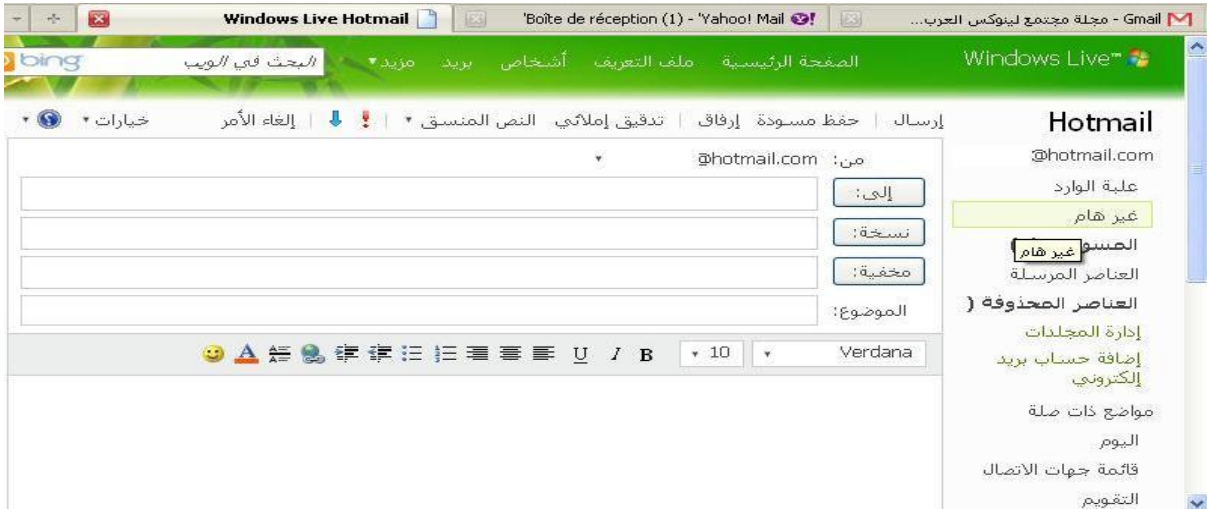 Gmail - مجلة مجتمع لينوكس العرب...
'Boîte de réception (1) - 'Yahoo! Mail
Windows Live Hotmail
Windows Live™
الصفحة الرئيسية ملف التعريف أشخاص بريد مزيد
البحث في الويب
bing
Hotmail
إرسال | حفظ مسودة إرفاق | تدقيق إملائي النص المنسق | إلغاء الأمر
خيارات
@hotmail.com
علبة الوارد
غير هام
غير هام
العناصر المرسلة
العناصر المحذوفة (
إدارة المجلدات
إضافة حساب بريد
إلكتروني
مواضع ذات صلة
اليوم
قائمة جهات الاتصال
التقويم
من: @hotmail.com
إلى:
نسخة:
مخفية:
الموضوع:
Verdana 10 B I U